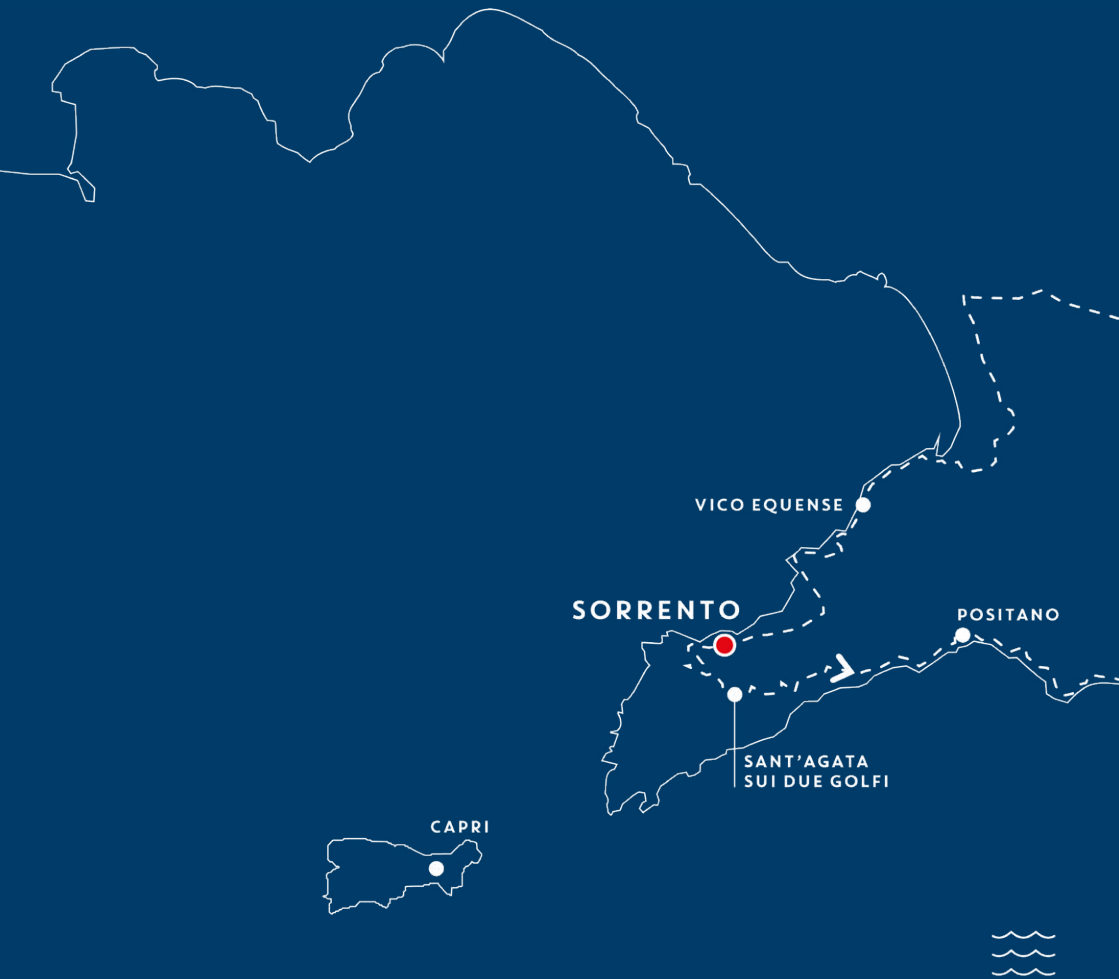 VICO EQUENSE
SORRENTO
POSITANO
SANT'AGATA
SUI DUE GOLFI
CAPRI